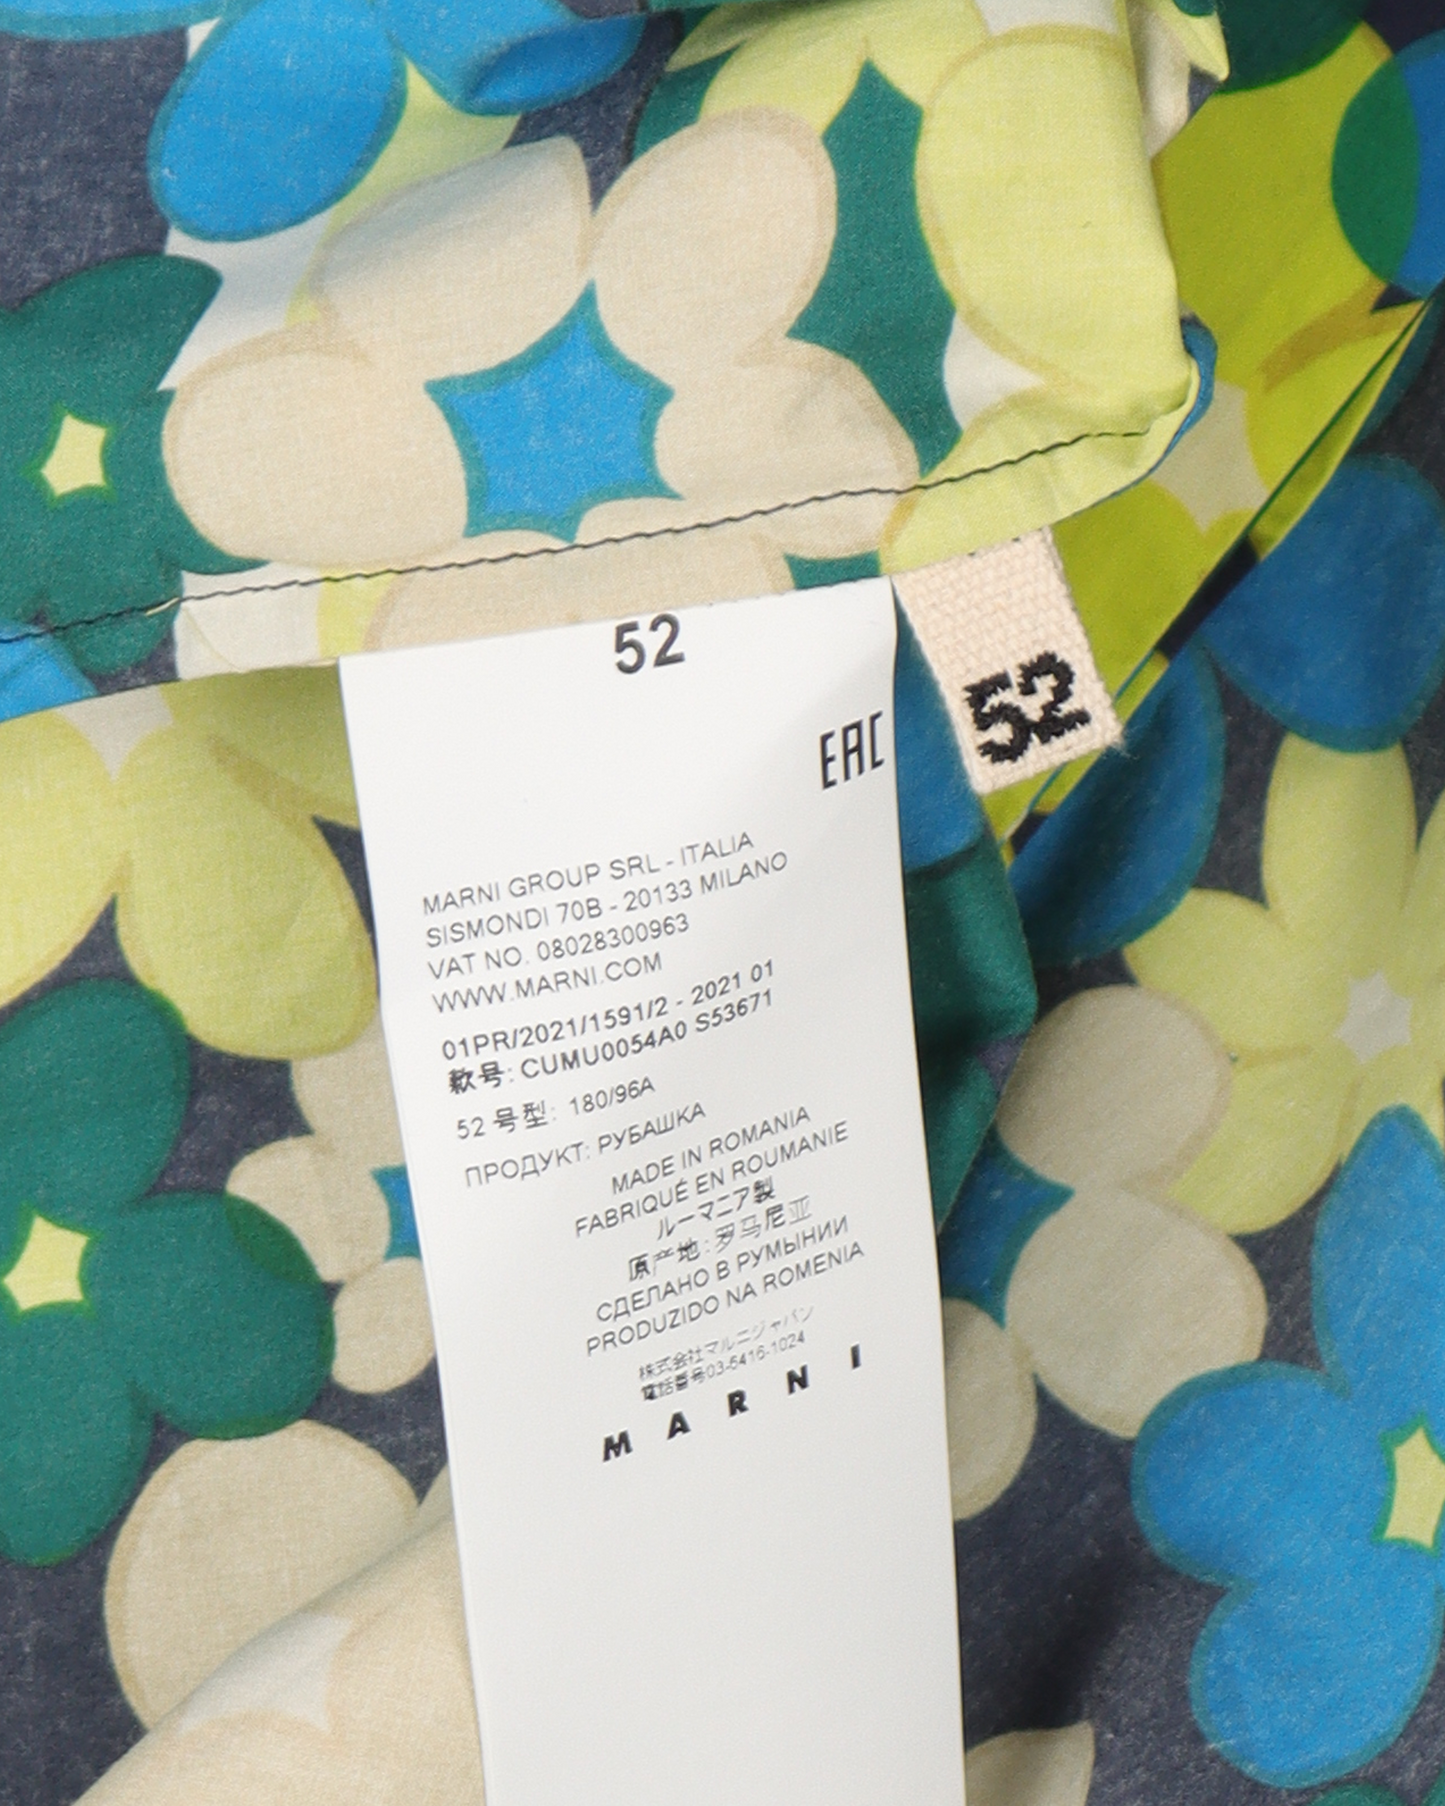 52
52
EAC
MARNI GROUP SRL - ITALIA
SISMONDI 70B - 20133 MILANO
VAT NO. 08028300963
WWW.MARNI.COM
01PR/2021/1591/2 - 2021 01
款号: CUMU0054A0 S53671
52 号型: 180/96A
ПРОДУКТ: РУБАШКА
MADE IN ROMANIA
FABRIQUÉ EN ROUMANIE
ルーマニア製
原产地: 罗马尼亚
СДЕЛАНО В РУМЫНИИ
PRODUZIDO NA ROMENIA
株式会社マルニジャパン
電話番号03-5416-1024
MARNI